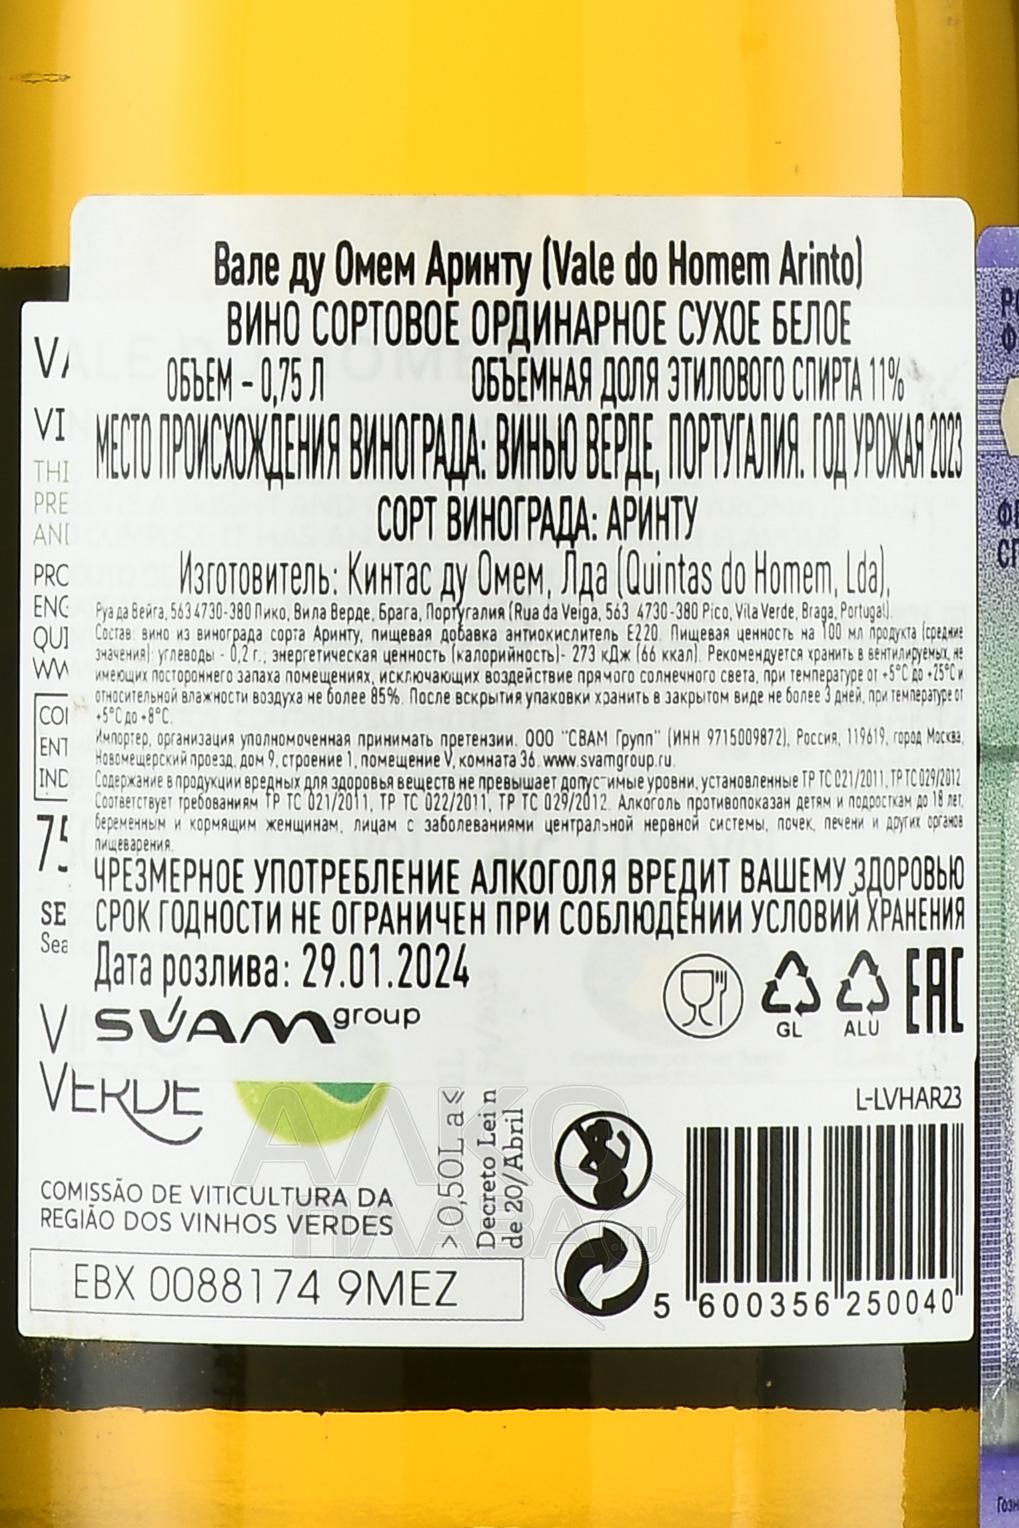 Вале ду Омем Аринту (Vale do Homem Arinto)
ВИНО СОРТОВОЕ ОРДИНАРНОЕ СУХОЕ БЕЛОЕ
ОБЪЕМ – 0,75 Л ОБЪЕМНАЯ ДОЛЯ ЭТИЛОВОГО СПИРТА 11%
МЕСТО ПРОИСХОЖДЕНИЯ ВИНОГРАДА: ВИНЬЮ ВЕРДЕ, ПОРТУГАЛИЯ. ГОД УРОЖАЯ 2023
СОРТ ВИНОГРАДА: АРИНТУ
Изготовитель: Кинтас ду Омем, Лда (Quintas do Homem, Lda),
Руа да Вейга, 563 4730-380 Пико, Вила Верде, Брага, Португалия (Rua da Veiga, 563 4730-380 Pico, Vila Verde, Braga, Portugal).
Состав: вино из винограда сорта Аринту, пищевая добавка антиокислитель Е220. Пищевая ценность на 100 мл продукта (средние
значения): углеводы - 0,2 г.; энергетическая ценность (калорийность)- 273 кДж (66 ккал). Рекомендуется хранить в вентилируемых, не
имеющих постороннего запаха помещениях, исключающих воздействие прямого солнечного света, при температуре от +5°С до +25°С и
относительной влажности воздуха не более 85%. После вскрытия упаковки хранить в закрытом виде не более 3 дней, при температуре от
+5°С до +8°С.
Импортер, организация уполномоченная принимать претензии. ООО "СВАМ Групп" (ИНН 9715009872), Россия, 119619, город Москва,
Новомещерский проезд, дом 9, строение 1, помещение V, комната 36. www.svamgroup.ru.
Содержание в продукции вредных для здоровья веществ не превышает допустимые уровни, установленные ТР ТС 021/2011, ТР ТС 029/2012
Соответствует требованиям ТР ТС 021/2011, ТР ТС 022/2011, ТР ТС 029/2012. Алкоголь противопоказан детям и подросткам до 18 лет,
беременным и кормящим женщинам, лицам с заболеваниями центральной нервной системы, почек, печени и других органов
пищеварения.
ЧРЕЗМЕРНОЕ УПОТРЕБЛЕНИЕ АЛКОГОЛЯ ВРЕДИТ ВАШЕМУ ЗДОРОВЬЮ
СРОК ГОДНОСТИ НЕ ОГРАНИЧЕН ПРИ СОБЛЮДЕНИИ УСЛОВИЙ ХРАНЕНИЯ
Дата розлива: 29.01.2024
SVAM group
GL ALU EAC
VERDE
L-LVHAR23
COMISSÃO DE VITICULTURA DA
REGIÃO DOS VINHOS VERDES
EBX 0088174 9MEZ
>0,50L a≤
Decreto Lei n
de 20/Abril
5 600356 250040
АЛКО
ПЛАВА.ru